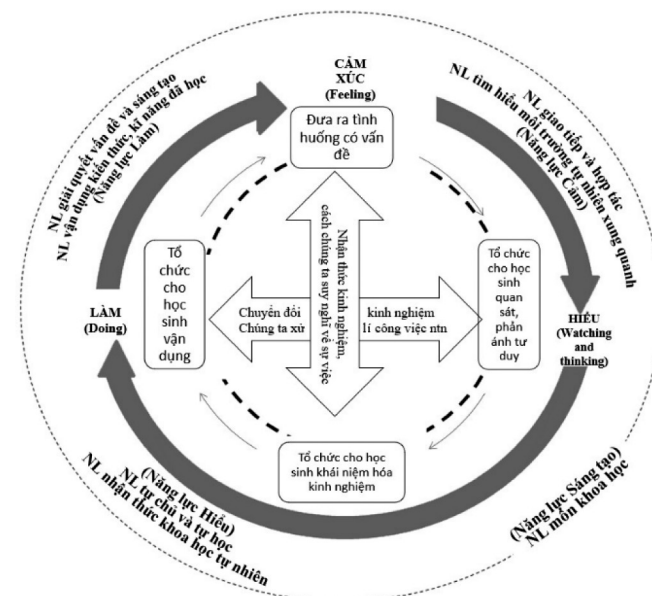 CẢM
XÚC
(Feeling)
Đưa ra tình
huống có vấn
đề
NL giải quyết vấn đề và sáng tạo
NL vận dụng kiến thức, kĩ năng đã học
(Năng lực Làm)
NL giao tiếp và hợp tác
NL tìm hiểu môi trường tự nhiên xung quanh
(Năng lực Cảm)
Tổ
chức
cho
học
sinh
vận
dụng
LÀM
(Doing)
Nhận thức kinh nghiệm,
cách chúng ta suy nghĩ về sự việc
Chuyển đổi kinh nghiệm
Chúng ta xử lí công việc ntn
Tổ
chức cho
học sinh
quan
sát,
phản
ánh tư
duy
HIỂU
(Watching
and
thinking)
Tổ chức cho học
sinh khái niệm hóa
kinh nghiệm
(Năng lực Hiểu)
NL tự chủ và tự học
NL nhận thức khoa học tự nhiên
(Năng lực Sáng tạo)
NL môn khoa học